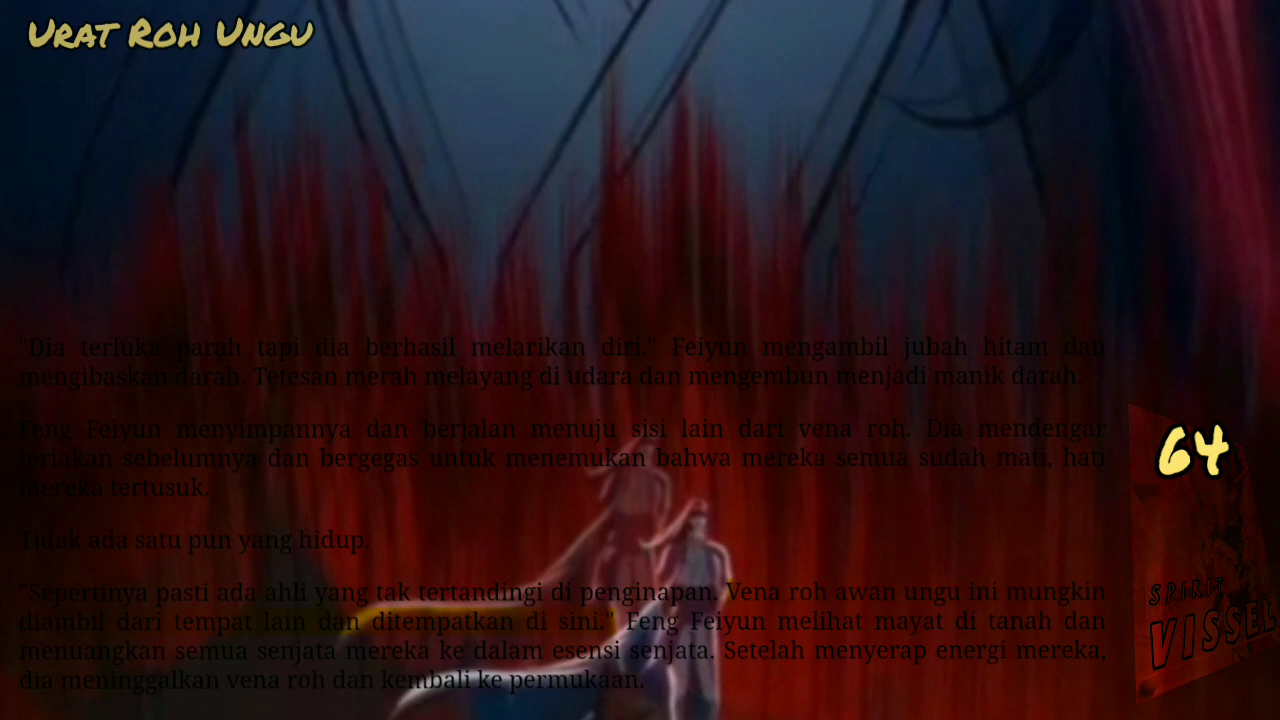 Urat Roh Ungu
"Dia terluka parah tapi dia berhasil melarikan diri." Feiyun mengambil jubah hitam dan
mengibaskan darah. Tetesan merah melayang di udara dan mengembun menjadi manik darah.
Feng Feiyun menyimpannya dan berjalan menuju sisi lain dari vena roh. Dia mendengar
teriakan sebelumnya dan bergegas untuk menemukan bahwa mereka semua sudah mati, hati
mereka tertusuk.
64
Tidak ada satu pun yang hidup.
"Sepertinya pasti ada ahli yang tak tertandingi di penginapan. Vena roh awan ungu ini mungkin
diambil dari tempat lain dan ditempatkan di sini." Feng Feiyun melihat mayat di tanah dan
menuangkan semua senjata mereka ke dalam esensi senjata. Setelah menyerap energi mereka,
dia meninggalkan vena roh dan kembali ke permukaan.
SPIRIT
VISSEL